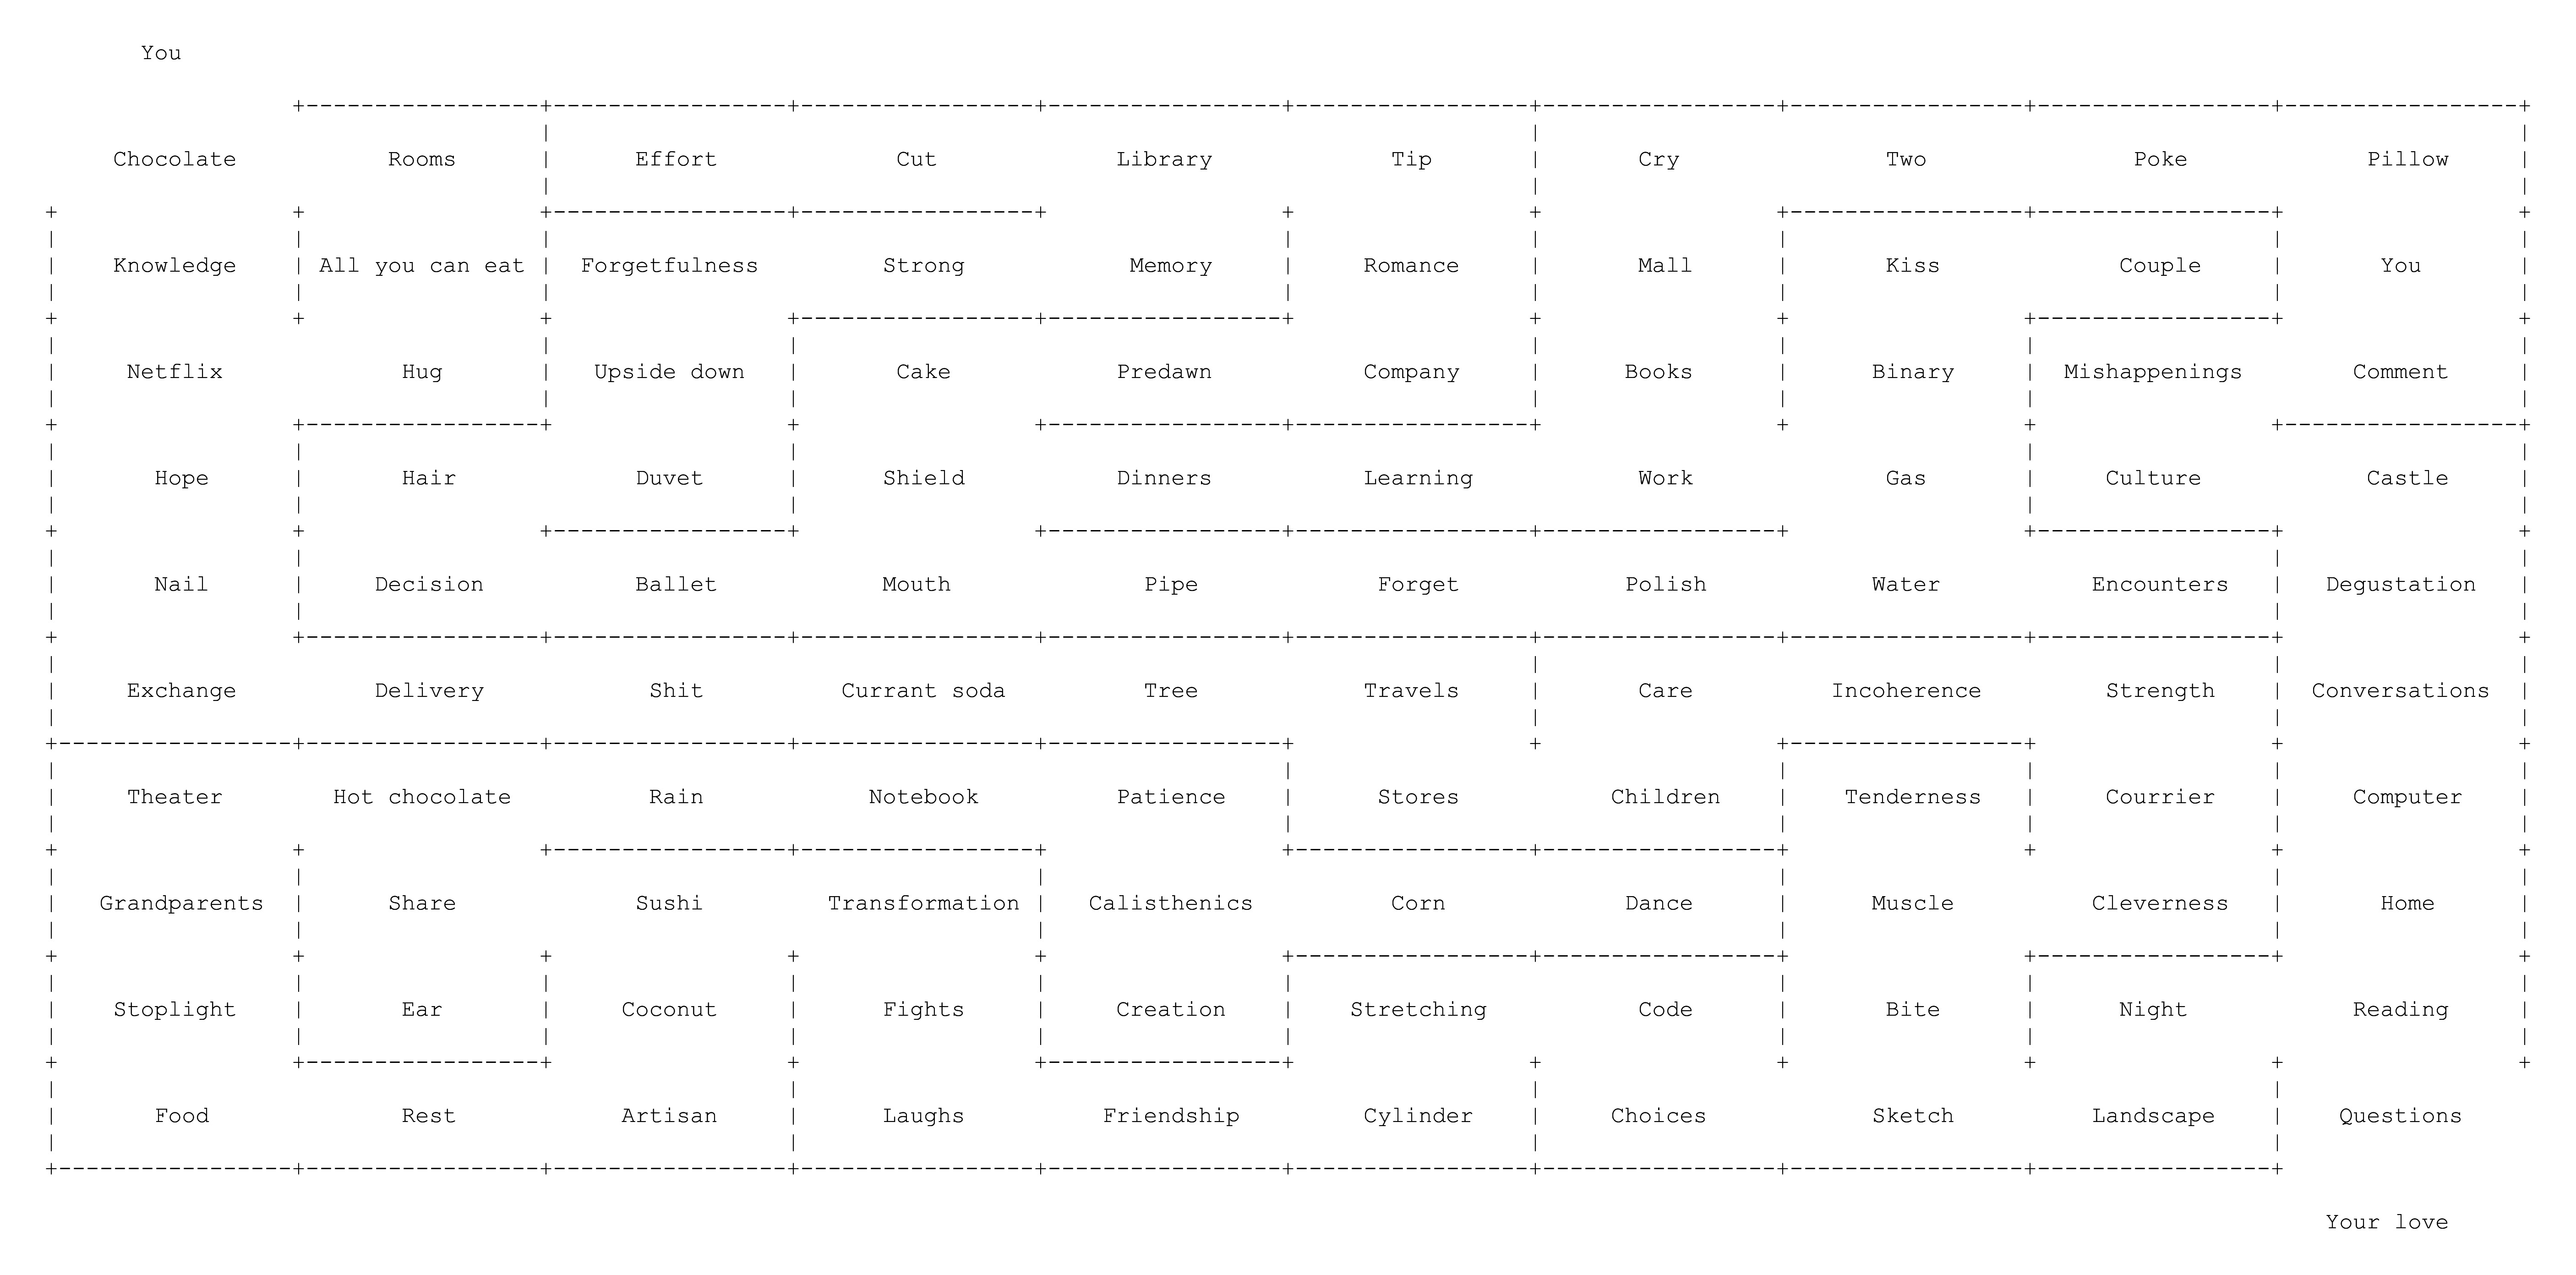 You
Chocolate Rooms Effort Cut Library Tip Cry Two Poke Pillow
Knowledge All you can eat Forgetfulness Strong Memory Romance Mall Kiss Couple You
Netflix Hug Upside down Cake Predawn Company Books Binary Mishappenings Comment
Hope Hair Duvet Shield Dinners Learning Work Gas Culture Castle
Nail Decision Ballet Mouth Pipe Forget Polish Water Encounters Degustation
Exchange Delivery Shit Currant soda Tree Travels Care Incoherence Strength Conversations
Theater Hot chocolate Rain Notebook Patience Stores Children Tenderness Courrier Computer
Grandparents Share Sushi Transformation Calisthenics Corn Dance Muscle Cleverness Home
Stoplight Ear Coconut Fights Creation Stretching Code Bite Night Reading
Food Rest Artisan Laughs Friendship Cylinder Choices Sketch Landscape Questions
Your love